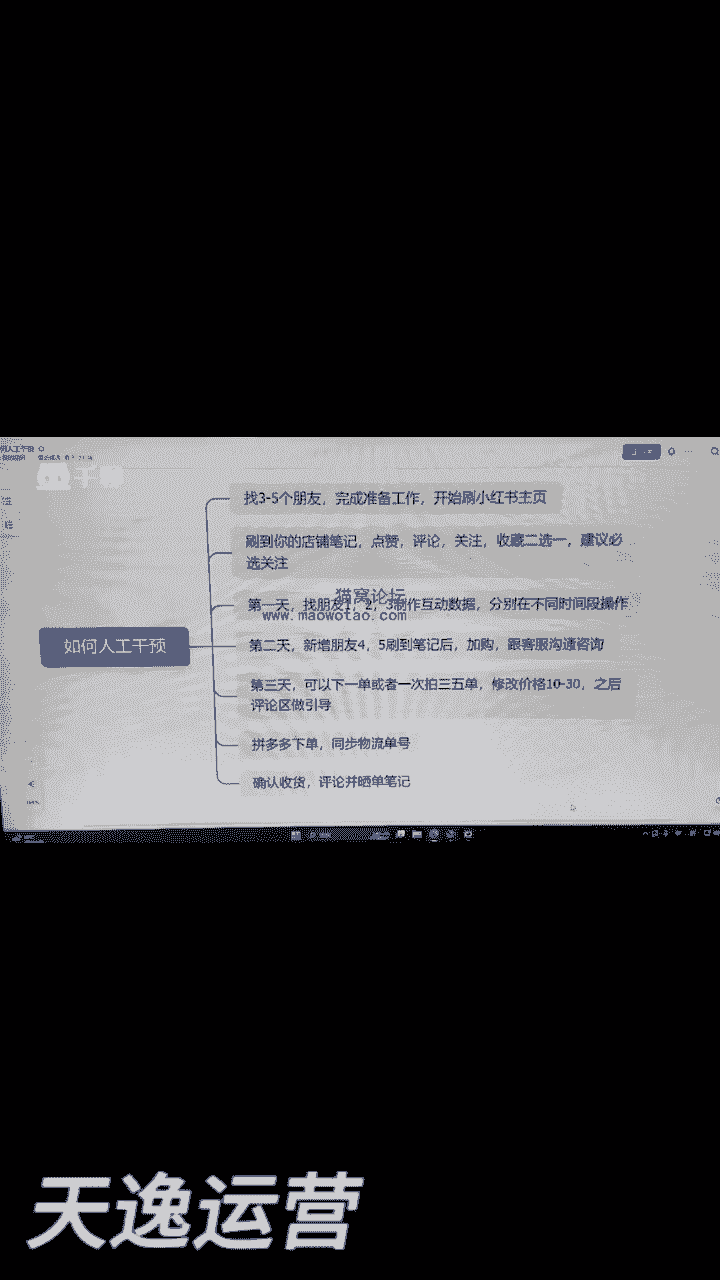 找3-5个朋友，完成准备工作，开始刷小红书主页
刷到你的店铺笔记，点赞，评论，关注，收藏二选一，建议必
选关注
猫窝论坛
第一天，找朋友1，2，3制作互动数据，分别在不同时间段操作
www.maowotao.com
如何人工干预
第二天，新增朋友4，5刷到笔记后，加购，跟客服沟通咨询
第三天，可以下一单或者一次拍三五单，修改价格10-30，之后
评论区做引导
拼多多下单，同步物流单号
确认收货，评论并晒单笔记
天逸运营